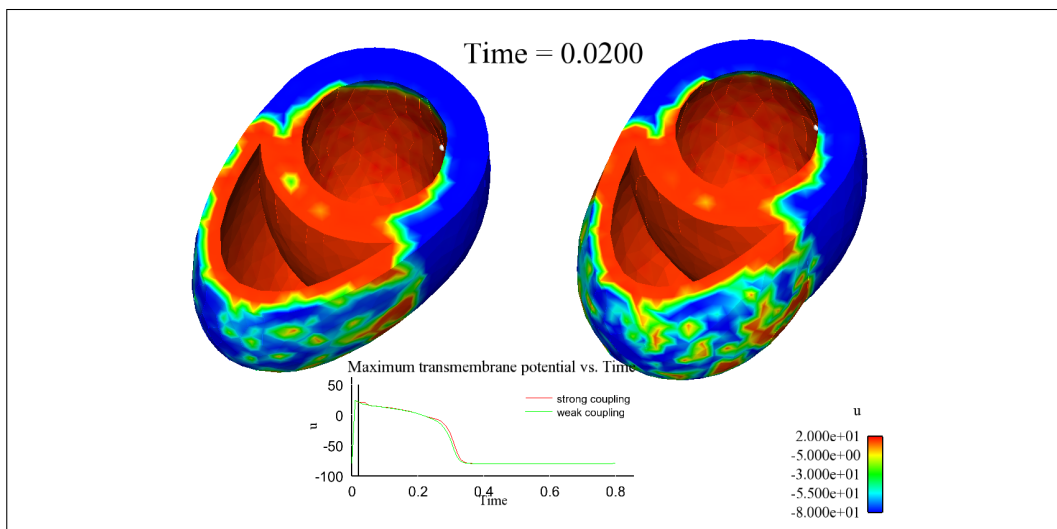 Time = 0.0200
Maximum transmembrane potential vs. Time
50
0
-50
-100
u
strong coupling
weak coupling
0
0.2
0.4
0.6
0.8
Time
u
2.000e+01
-5.000e+00
-3.000e+01
-5.500e+01
-8.000e+01